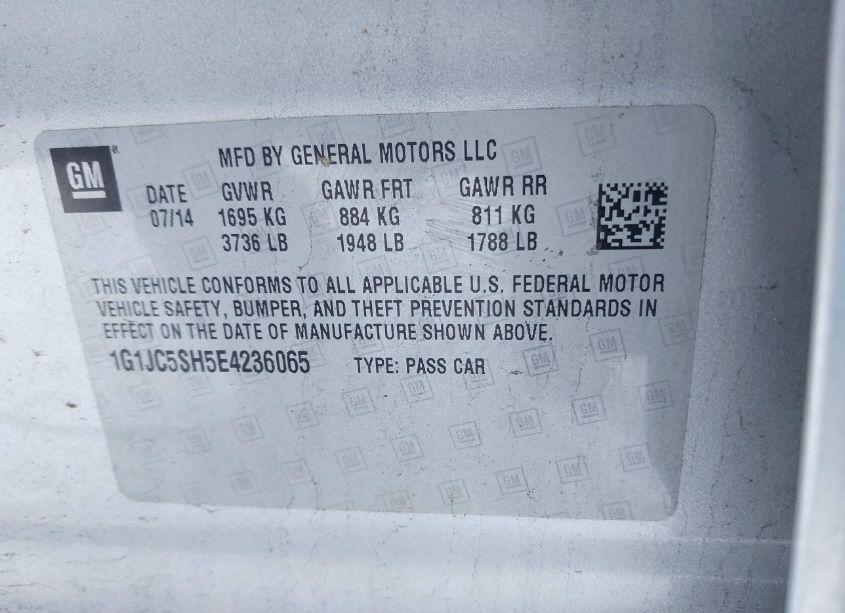 GM®
MFD BY GENERAL MOTORS LLC
DATE GVWR GAWR FRT GAWR RR
07/14 1695 KG 884 KG 811 KG
3736 LB 1948 LB 1788 LB
THIS VEHICLE CONFORMS TO ALL APPLICABLE U.S. FEDERAL MOTOR
VEHICLE SAFETY, BUMPER, AND THEFT PREVENTION STANDARDS IN
EFFECT ON THE DATE OF MANUFACTURE SHOWN ABOVE.
1G1JC5SH5E4236065 TYPE: PASS CAR